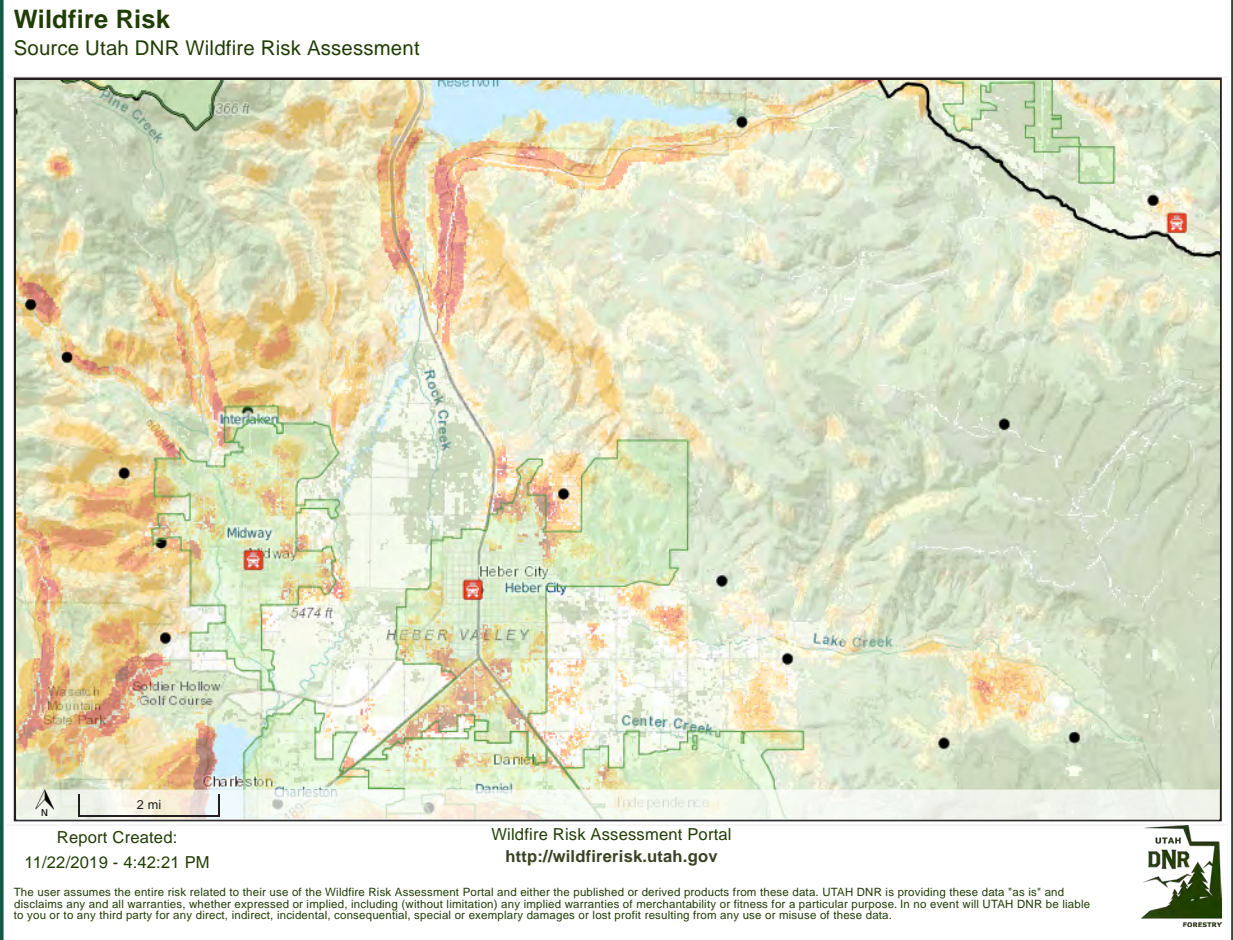 Wildfire Risk
Source Utah DNR Wildfire Risk Assessment
Reservoir
Pine Creek
366 ft
Rock Creek
Interlaken
Midway
Midway
Heber City
Heber City
5474 ft
HEBER VALLEY
Lake Creek
Wasatch
Mountain
State Park
Soldier Hollow
Golf Course
Center Creek
Daniel
Charleston
Daniel
Charleston
189
Independence
N
2 mi
Report Created:
11/22/2019 - 4:42:21 PM
Wildfire Risk Assessment Portal
http://wildfirerisk.utah.gov
UTAH
DNR
FORESTRY
The user assumes the entire risk related to their use of the Wildfire Risk Assessment Portal and either the published or derived products from these data. UTAH DNR is providing these data "as is" and
disclaims any and all warranties, whether expressed or implied, including (without limitation) any implied warranties of merchantability or fitness for a particular purpose. In no event will UTAH DNR be liable
to you or to any third party for any direct, indirect, incidental, consequential, special or exemplary damages or lost profit resulting from any use or misuse of these data.